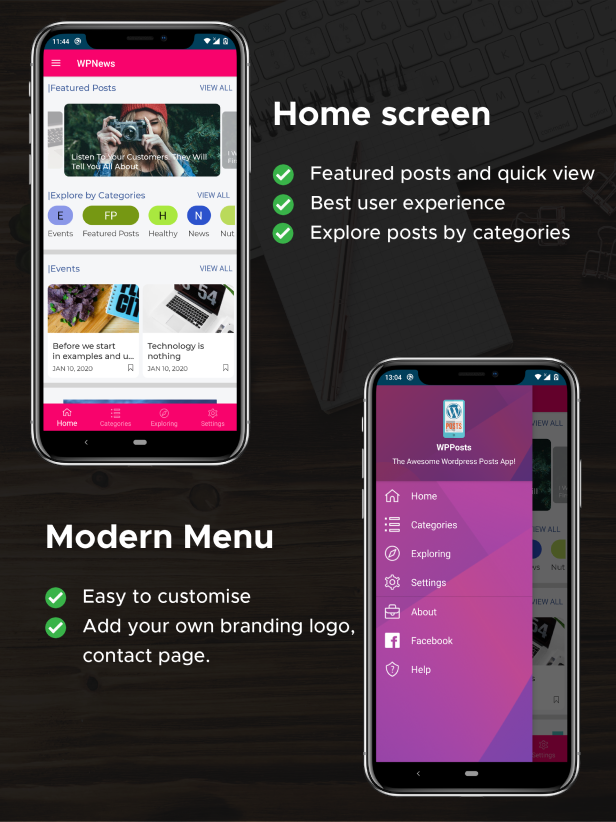 11:44
WPNews
|Featured Posts
VIEW ALL
Listen To Your Customers. They Will
Tell You All About
I W
|Explore by Categories
VIEW ALL
E
FP
H
N
Events
Featured Posts
Healthy
News
Nut
|Events
VIEW ALL
Before we start
in examples and u...
JAN 10, 2020
Technology is
nothing
JAN 10, 2020
Home
Categories
Exploring
Settings
Home screen
Featured posts and quick view
Best user experience
Explore posts by categories
Modern Menu
Easy to customise
Add your own branding logo,
contact page.
13:04
POSTS
WPPosts
The Awesome Wordpress Posts App!
Home
Categories
Exploring
Settings
About
Facebook
Help
VIEW ALL
EW ALL
ws
Nut
VIEW ALL
ettings